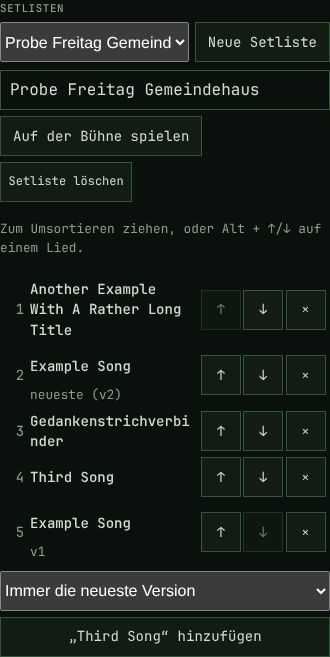 SETLISTEN
Probe Freitag Gemeind Neue Setliste
Probe Freitag Gemeindehaus
Auf der Bühne spielen
Setliste löschen
Zum Umsortieren ziehen, oder Alt + ↑/↓ auf
einem Lied.
Another Example
1 With A Rather Long ↑ ↓ ×
Title
2 Example Song ↑ ↓ ×
neueste (v2)
3 Gedankenstrichverbi ↑ ↓ ×
nder
4 Third Song ↑ ↓ ×
5 Example Song ↑ ↓ ×
v1
Immer die neueste Version
„Third Song“ hinzufügen